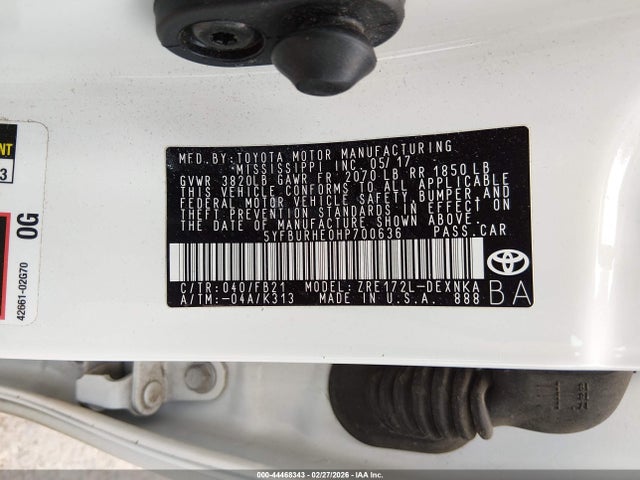 MFD.BY:TOYOTA MOTOR MANUFACTURING
MISSISSIPPI INC. 05/17
GVWR 3820LB GAWR FR 2070 LB RR 1850 LB
THIS VEHICLE CONFORMS TO ALL APPLICABLE
FEDERAL MOTOR VEHICLE SAFETY, BUMPER, AND
THEFT PREVENTION STANDARDS IN EFFECT ON
THE DATE OF MANUFACTURE SHOWN ABOVE.
5YFBURHE0HP700636 PASS.CAR
C/TR:040/FB21 MODEL:ZRE172L-DEXNKA
A/TM:-04A/K313 MADE IN U.S.A. 888
BA
3
0G
42661-02G70
000-44468343 | 02/27/2026 | IAA Inc.